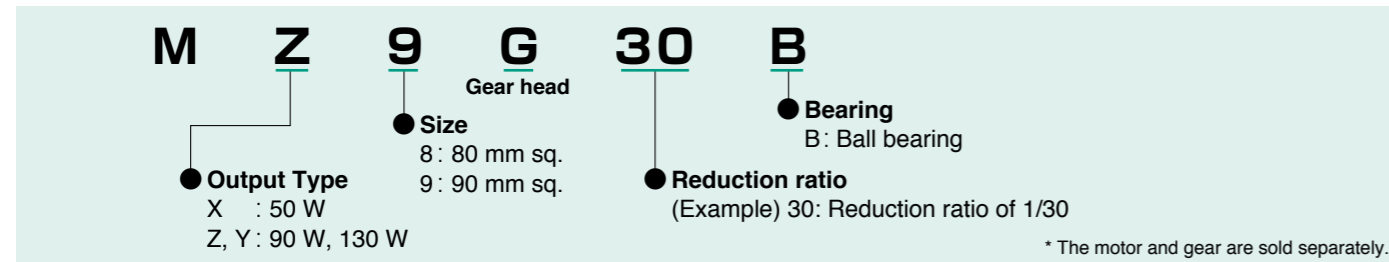 M Z 9 G 30 B
Gear head
Bearing
B : Ball bearing
Size
8 : 80 mm sq.
9 : 90 mm sq.
Output Type
X : 50 W
Z, Y : 90 W, 130 W
Reduction ratio
(Example) 30: Reduction ratio of 1/30
* The motor and gear are sold separately.